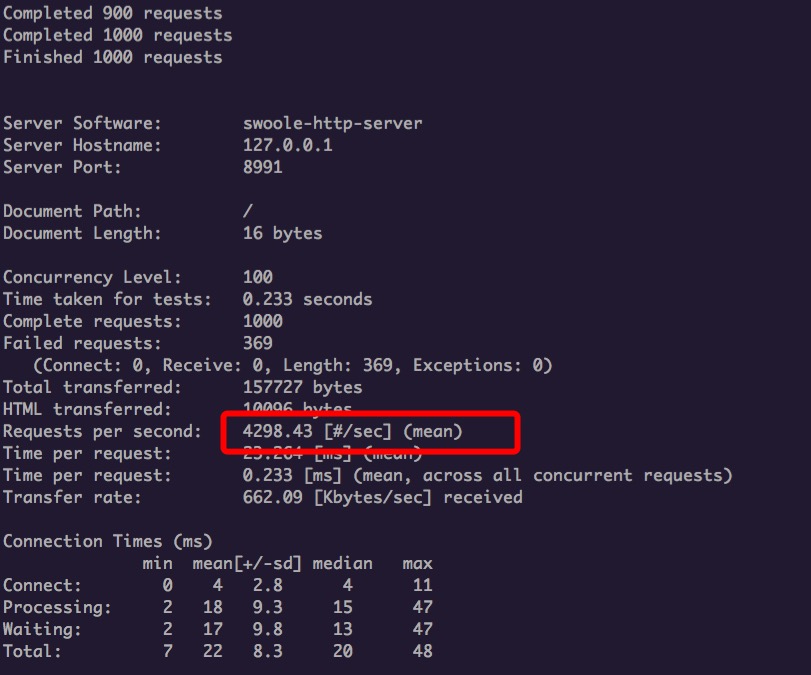 Completed 900 requests
Completed 1000 requests
Finished 1000 requests
Server Software: swoole-http-server
Server Hostname: 127.0.0.1
Server Port: 8991
Document Path: /
Document Length: 16 bytes
Concurrency Level: 100
Time taken for tests: 0.233 seconds
Complete requests: 1000
Failed requests: 369
(Connect: 0, Receive: 0, Length: 369, Exceptions: 0)
Total transferred: 157727 bytes
HTML transferred: 10096 bytes
Requests per second: 4298.43 [#/sec] (mean)
Time per request: 23.264 [ms] (mean)
Time per request: 0.233 [ms] (mean, across all concurrent requests)
Transfer rate: 662.09 [Kbytes/sec] received
Connection Times (ms)
min mean[+/-sd] median max
Connect: 0 4 2.8 4 11
Processing: 2 18 9.3 15 47
Waiting: 2 17 9.8 13 47
Total: 7 22 8.3 20 48